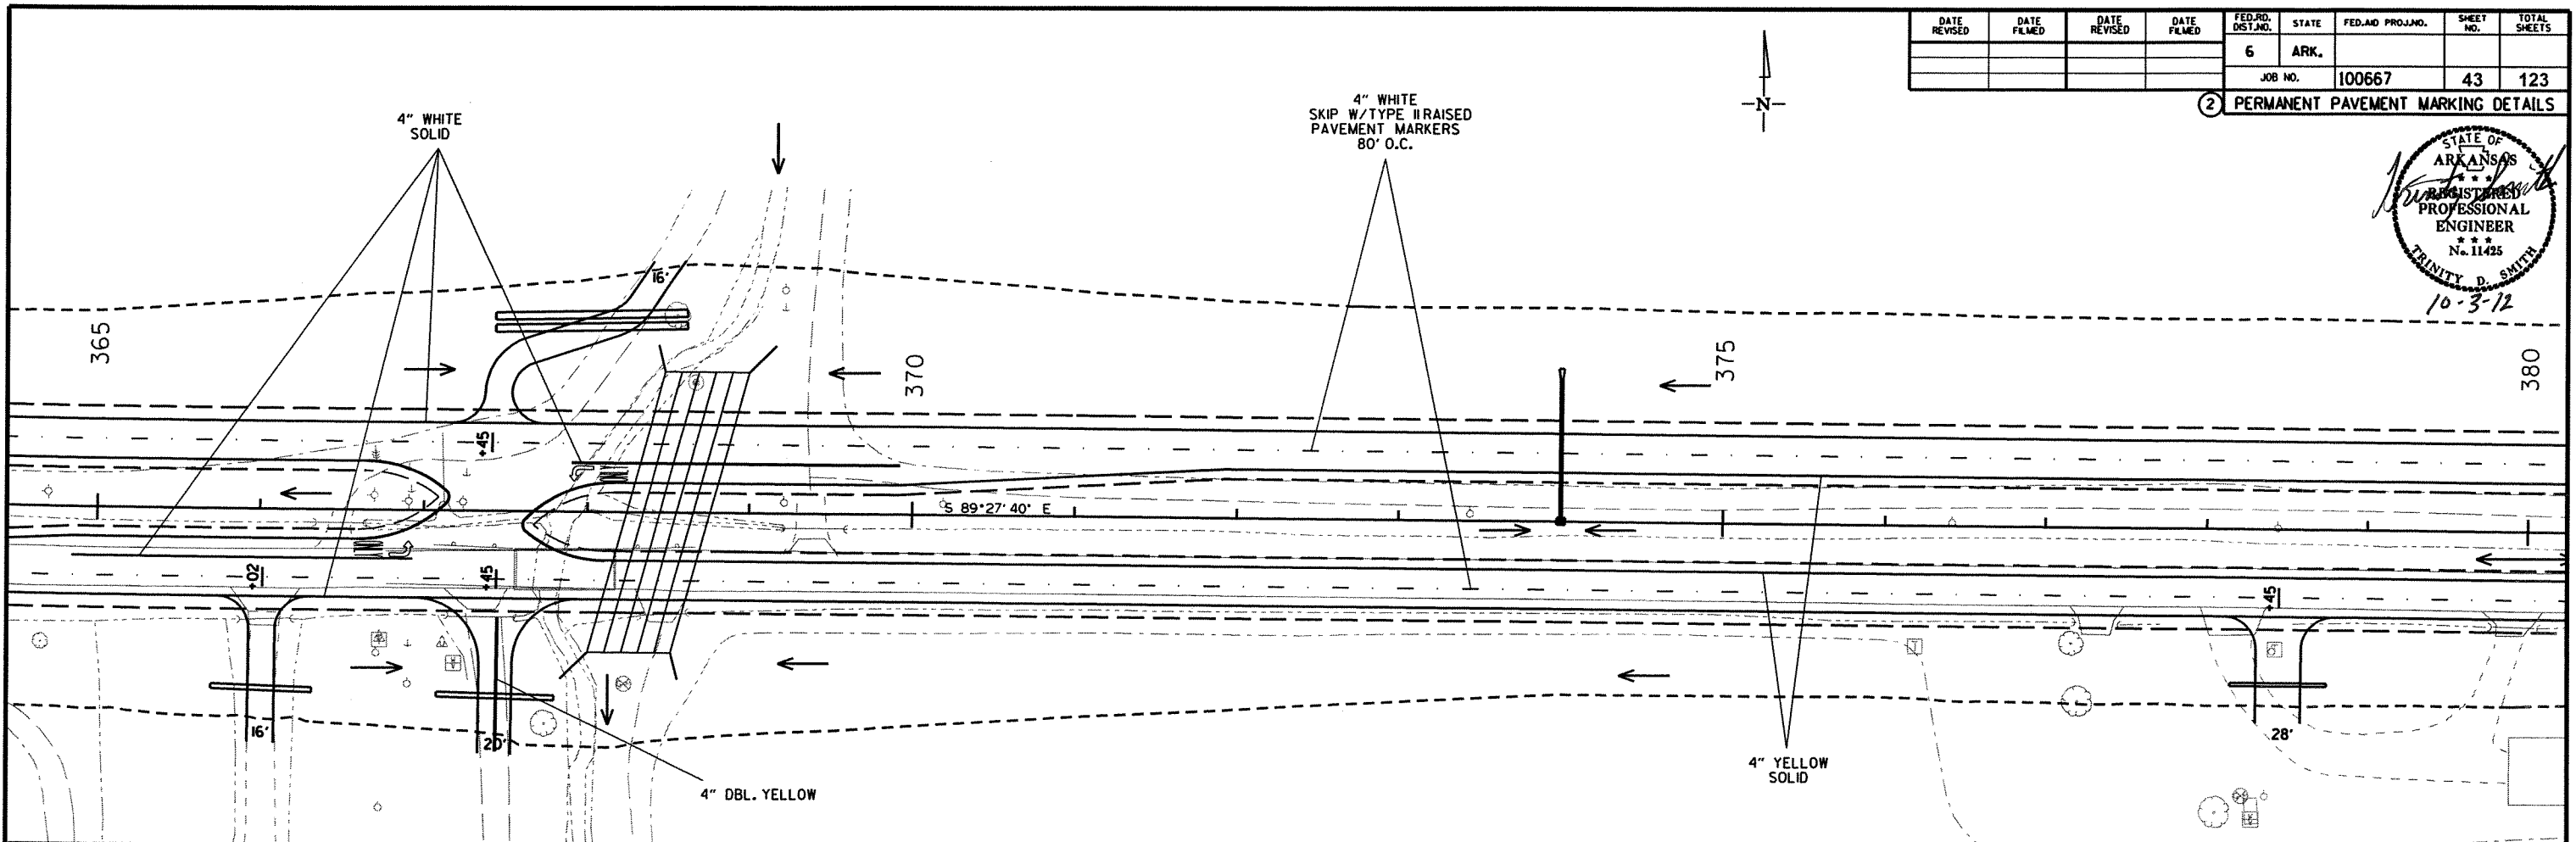 DATE REVISED
DATE FILMED
DATE REVISED
DATE FILMED
FED.RD. DIST.NO.
STATE
FED.AID PROJ.NO.
SHEET NO.
TOTAL SHEETS
6
ARK.
JOB NO.
100667
43
123
2
PERMANENT PAVEMENT MARKING DETAILS
STATE OF
ARKANSAS
REGISTERED
PROFESSIONAL
ENGINEER
No. 11425
TRINITY D. SMITH
10-3-12
-N-
4" WHITE
SOLID
4" WHITE
SKIP W/TYPE II RAISED
PAVEMENT MARKERS
80' O.C.
16'
365
370
375
380
+45
S 89°27'40" E
+02
+45
+45
16'
20'
28'
4" DBL. YELLOW
4" YELLOW
SOLID